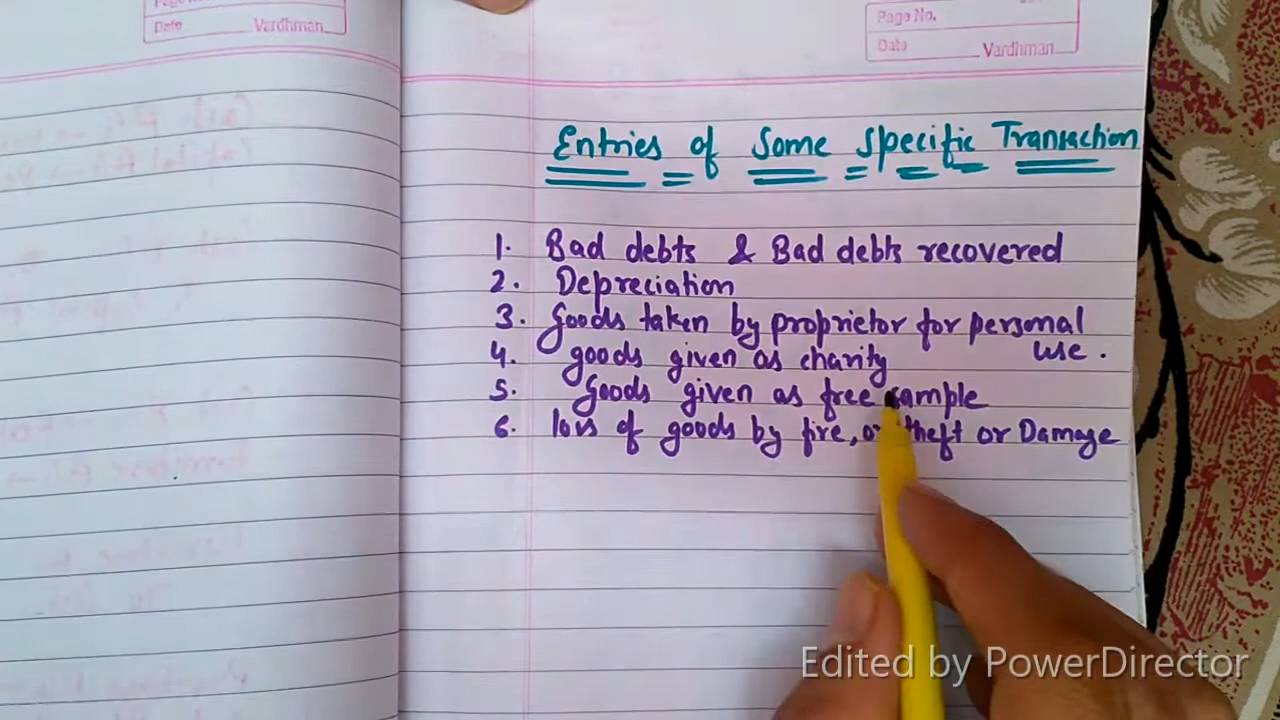 Date Vardhman
Page No.
Date Vardhman
Entries of Some Specific Transaction
1. Bad debts & Bad debts recovered
2. Depreciation
3. Goods taken by proprietor for personal
use.
4. goods given as charity
5. Goods given as free sample
6. loss of goods by fire, or theft or Damage
Edited by PowerDirector